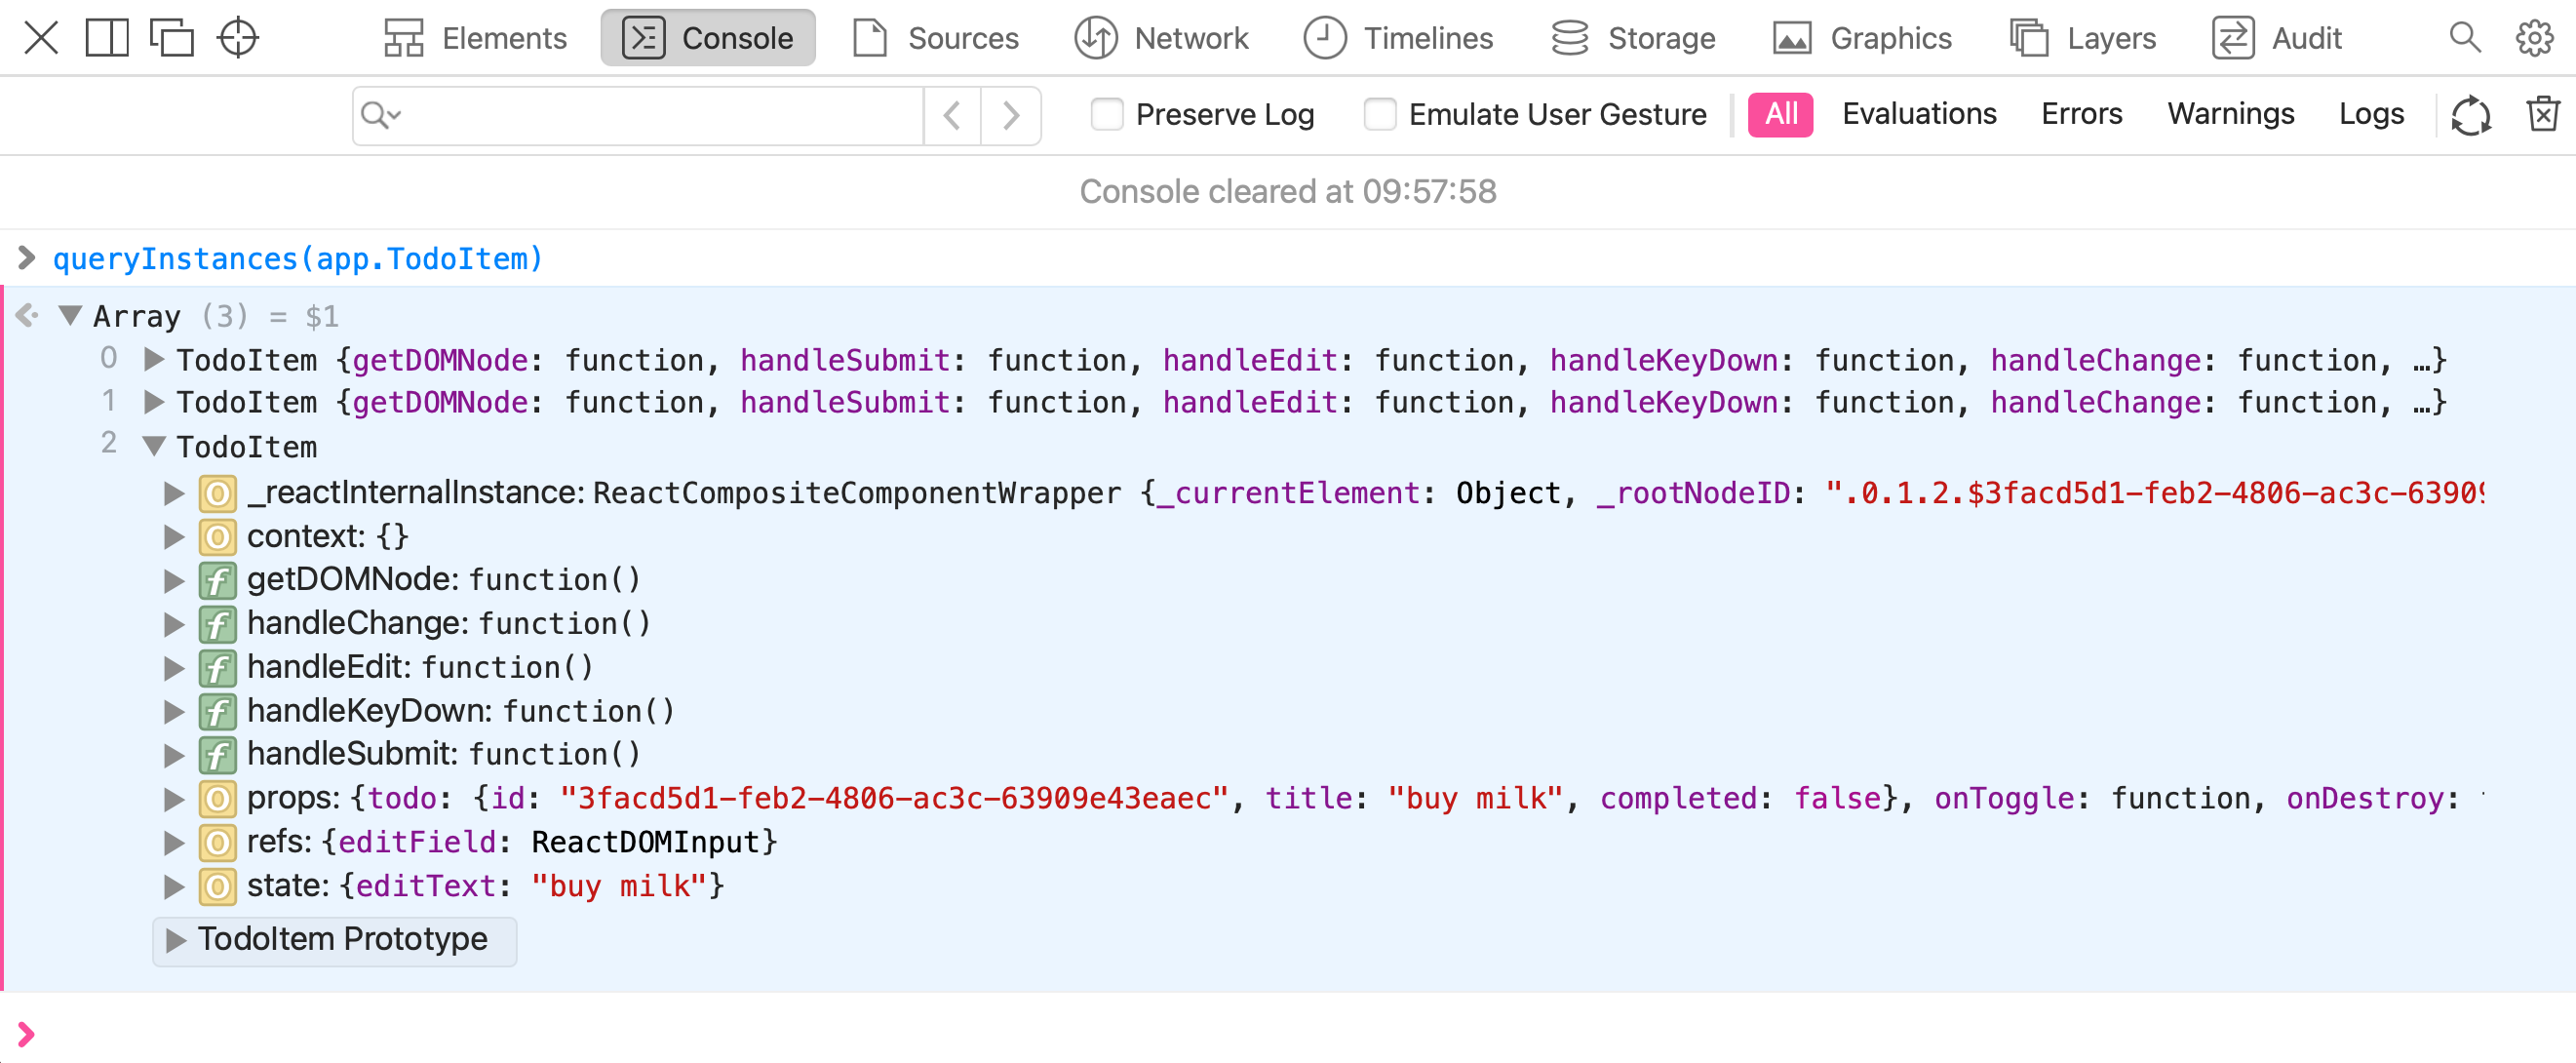 Elements Console Sources Network Timelines Storage Graphics Layers Audit
Preserve Log Emulate User Gesture All Evaluations Errors Warnings Logs
Console cleared at 09:57:58
queryInstances(app.TodoItem)
Array (3) = $1
0 TodoItem {getDOMNode: function, handleSubmit: function, handleEdit: function, handleKeyDown: function, handleChange: function, …}
1 TodoItem {getDOMNode: function, handleSubmit: function, handleEdit: function, handleKeyDown: function, handleChange: function, …}
2 TodoItem
O _reactInternalInstance: ReactCompositeComponentWrapper {_currentElement: Object, _rootNodeID: ".0.1.2.$3facd5d1-feb2-4806-ac3c-63909
O context: {}
f getDOMNode: function()
f handleChange: function()
f handleEdit: function()
f handleKeyDown: function()
f handleSubmit: function()
O props: {todo: {id: "3facd5d1-feb2-4806-ac3c-63909e43eaec", title: "buy milk", completed: false}, onToggle: function, onDestroy:
O refs: {editField: ReactDOMInput}
O state: {editText: "buy milk"}
TodoItem Prototype